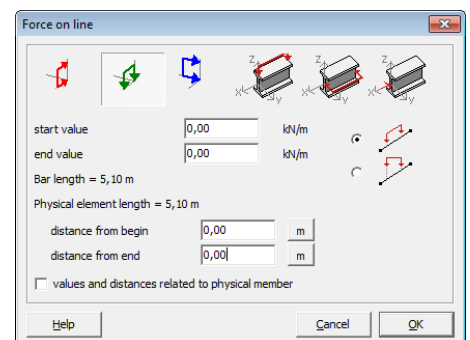 Force on line
Z x y Z x y Z x y
start value 0,00 kN/m
end value 0,00 kN/m
Bar length = 5,10 m
Physical element length = 5,10 m
distance from begin 0,00 m
distance from end 0,00 m
values and distances related to physical member
Help Cancel OK